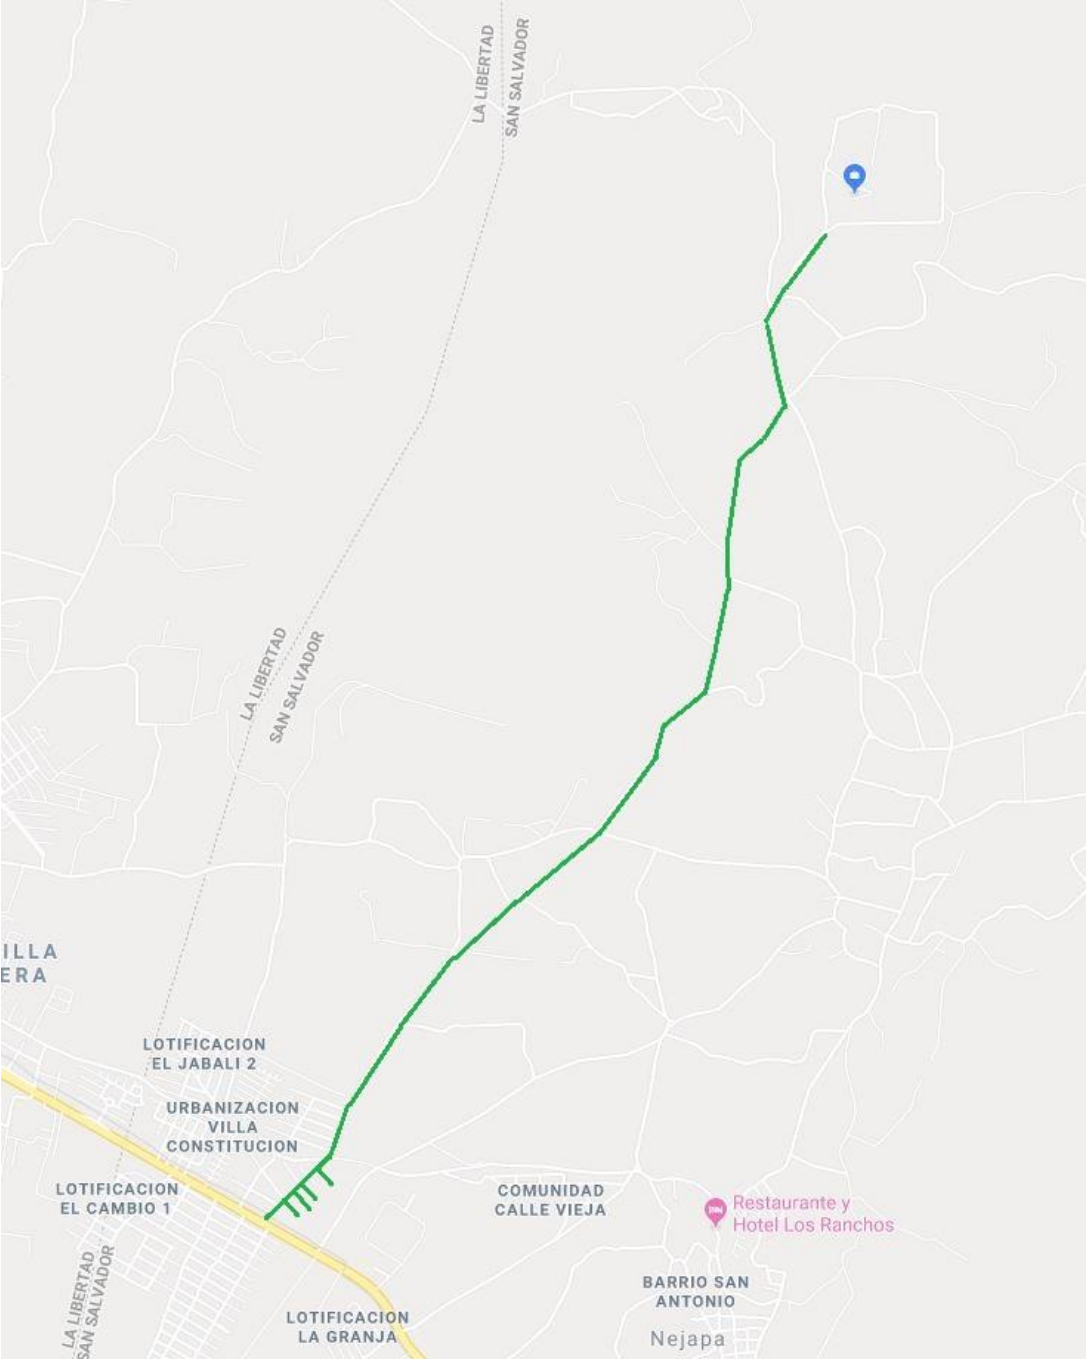 LA LIBERTAD
SAN SALVADOR
LA LIBERTAD
SAN SALVADOR
ILLA
ERA
LOTIFICACION
EL JABALI 2
URBANIZACION
VILLA
CONSTITUCION
LOTIFICACION
EL CAMBIO 1
COMUNIDAD
CALLE VIEJA
Restaurante y
Hotel Los Ranchos
LA LIBERTAD
SAN SALVADOR
BARRIO SAN
ANTONIO
LOTIFICACION
LA GRANJA
Nejapa